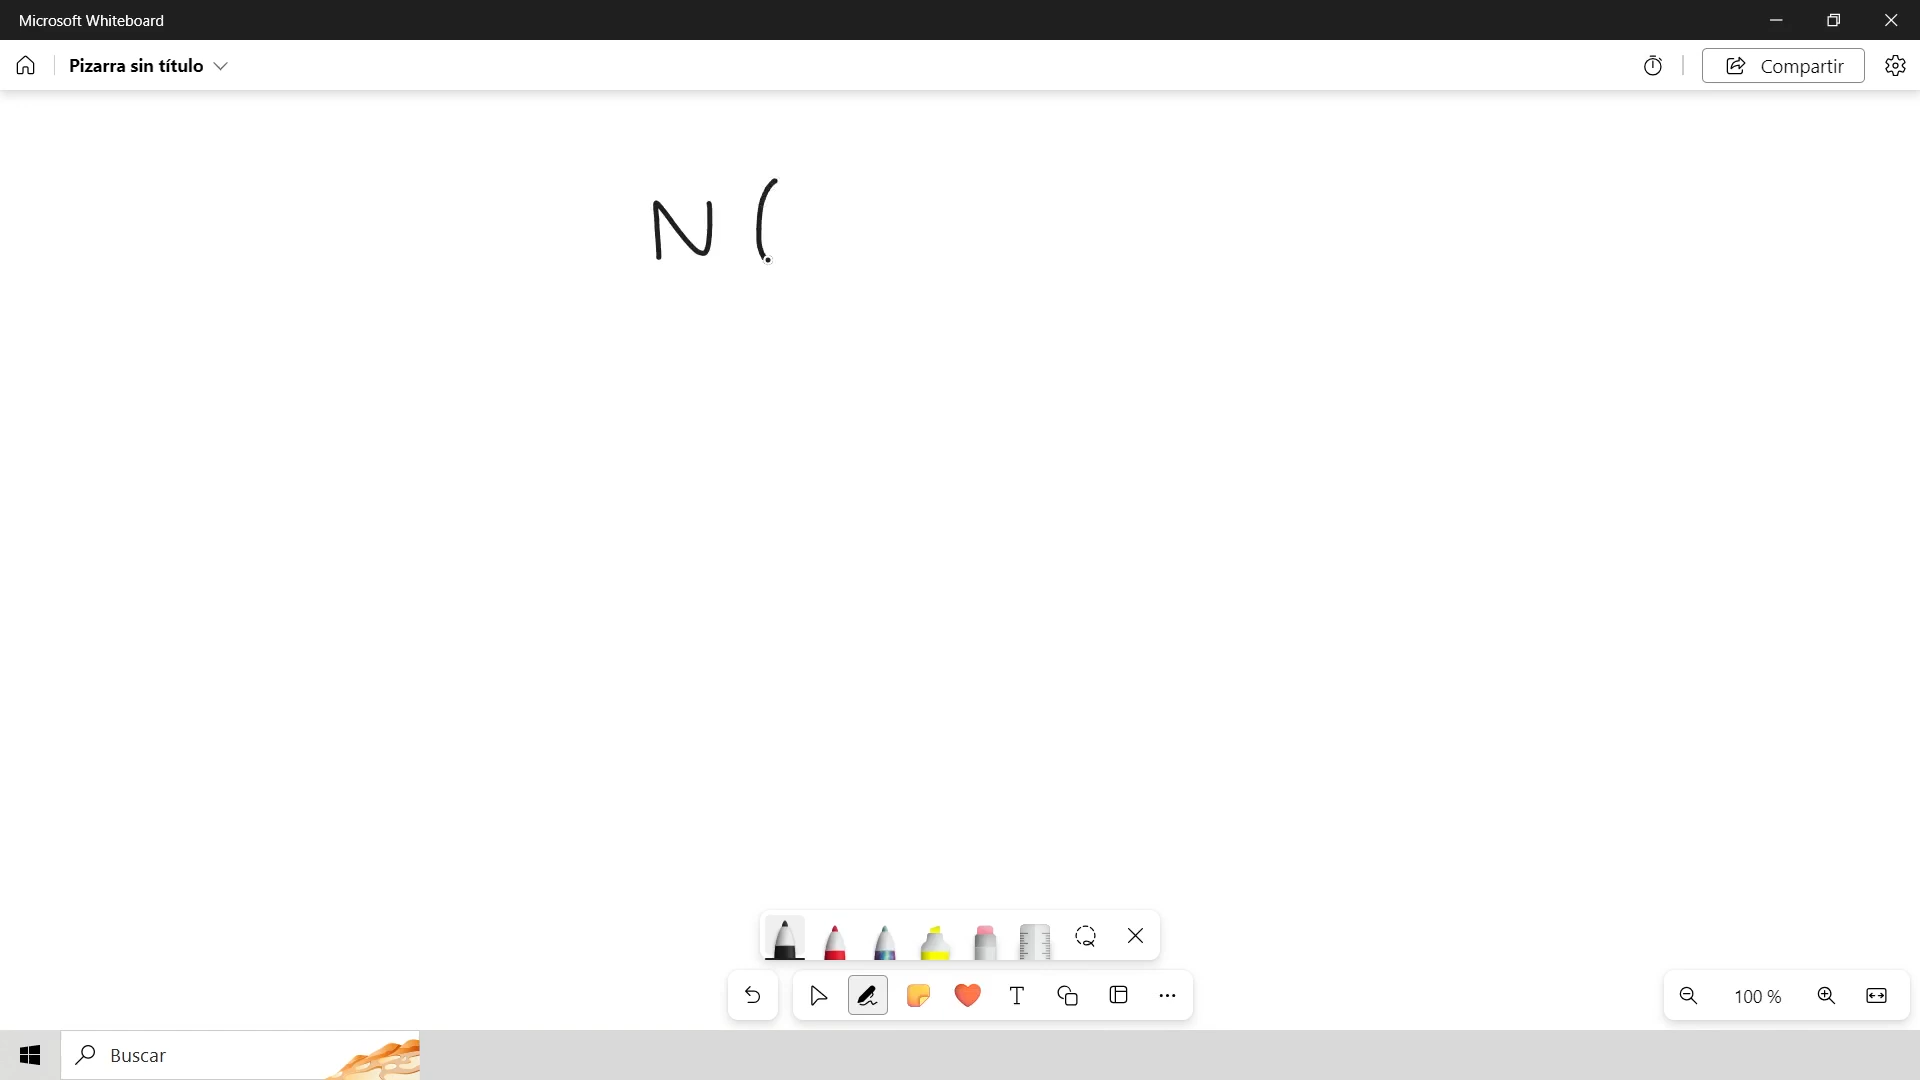 Microsoft Whiteboard
Pizarra sin título
Compartir
N (
T
100 %
Buscar